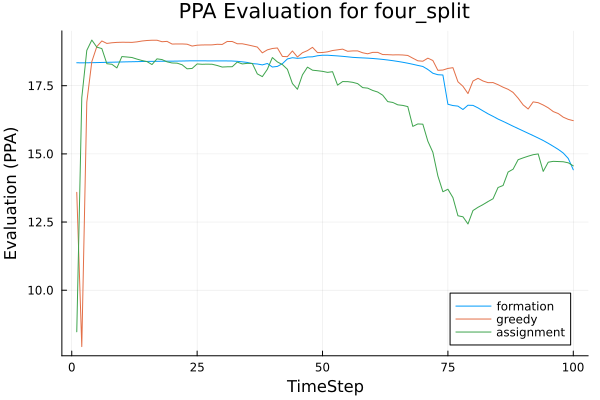 PPA Evaluation for four_split
Evaluation (PPA)
17.5
15.0
12.5
10.0
formation
greedy
assignment
0
25
50
75
100
TimeStep